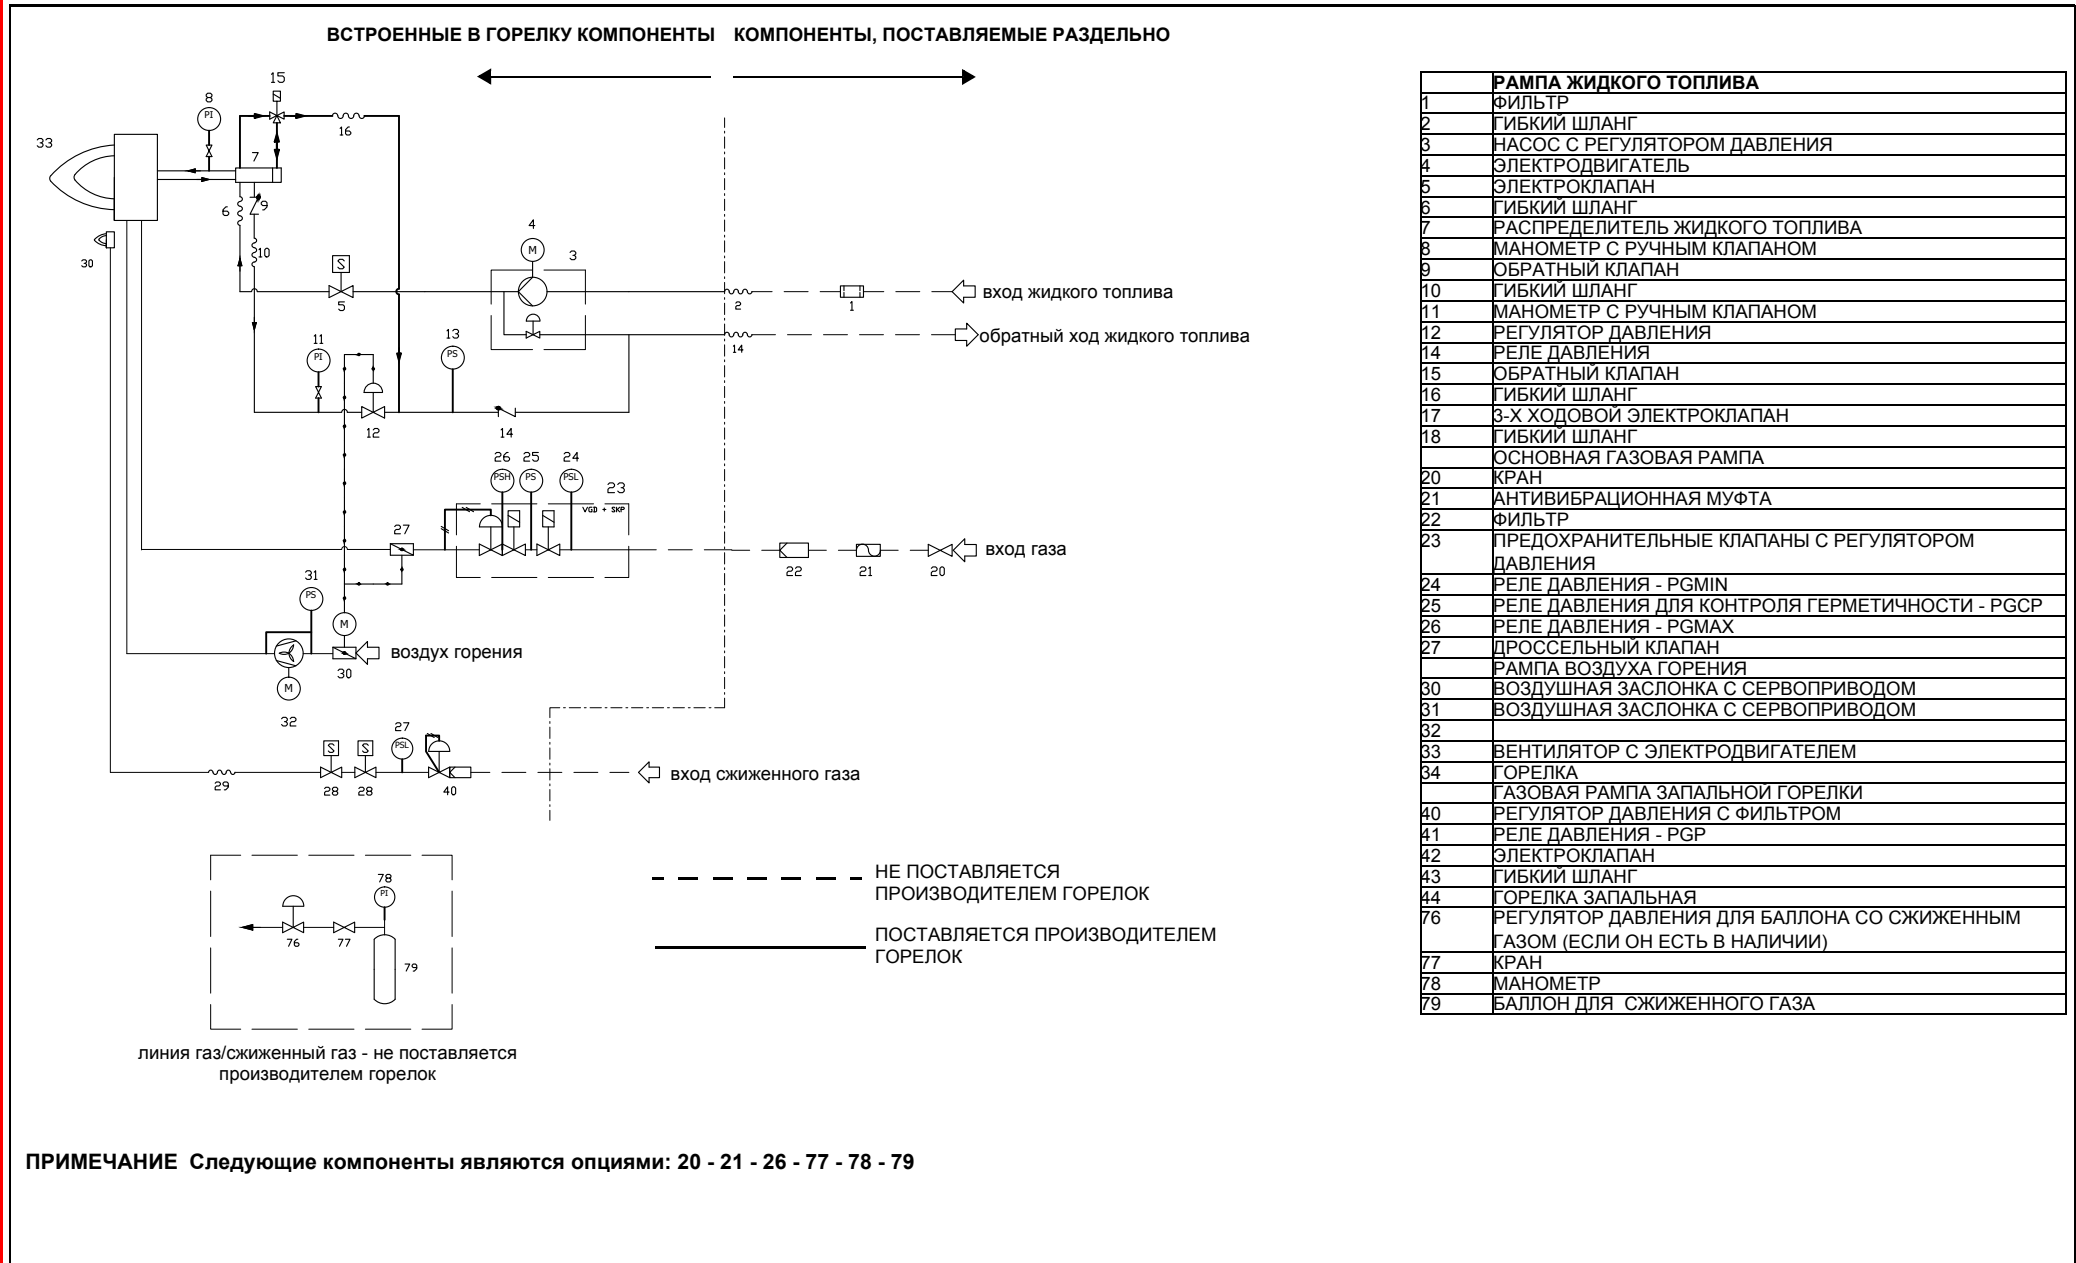 ВСТРОЕННЫЕ В ГОРЕЛКУ КОМПОНЕНТЫ КОМПОНЕНТЫ, ПОСТАВЛЯЕМЫЕ РАЗДЕЛЬНО
15
8
PI
16
33
7
6
9
10
30
4
M
3
S
5
2
1
вход жидкого топлива
обратный ход жидкого топлива
14
11
PI
13
PS
12
14
26 25 24
PSH PS PSL
23
VGD + SKP
27
вход газа
22 21 20
31
PS
M
воздух горения
30
M
32
27
S S PSL
вход сжиженного газа
29 28 28 40
78
PI
76 77
79
линия газ/сжиженный газ - не поставляется
производителем горелок
НЕ ПОСТАВЛЯЕТСЯ
ПРОИЗВОДИТЕЛЕМ ГОРЕЛОК
ПОСТАВЛЯЕТСЯ ПРОИЗВОДИТЕЛЕМ
ГОРЕЛОК
РАМПА ЖИДКОГО ТОПЛИВА
1 ФИЛЬТР
2 ГИБКИЙ ШЛАНГ
3 НАСОС С РЕГУЛЯТОРОМ ДАВЛЕНИЯ
4 ЭЛЕКТРОДВИГАТЕЛЬ
5 ЭЛЕКТРОКЛАПАН
6 ГИБКИЙ ШЛАНГ
7 РАСПРЕДЕЛИТЕЛЬ ЖИДКОГО ТОПЛИВА
8 МАНОМЕТР С РУЧНЫМ КЛАПАНОМ
9 ОБРАТНЫЙ КЛАПАН
10 ГИБКИЙ ШЛАНГ
11 МАНОМЕТР С РУЧНЫМ КЛАПАНОМ
12 РЕГУЛЯТОР ДАВЛЕНИЯ
14 РЕЛЕ ДАВЛЕНИЯ
15 ОБРАТНЫЙ КЛАПАН
16 ГИБКИЙ ШЛАНГ
17 3-Х ХОДОВОЙ ЭЛЕКТРОКЛАПАН
18 ГИБКИЙ ШЛАНГ
ОСНОВНАЯ ГАЗОВАЯ РАМПА
20 КРАН
21 АНТИВИБРАЦИОННАЯ МУФТА
22 ФИЛЬТР
23 ПРЕДОХРАНИТЕЛЬНЫЕ КЛАПАНЫ С РЕГУЛЯТОРОМ
ДАВЛЕНИЯ
24 РЕЛЕ ДАВЛЕНИЯ - PGMIN
25 РЕЛЕ ДАВЛЕНИЯ ДЛЯ КОНТРОЛЯ ГЕРМЕТИЧНОСТИ - PGCP
26 РЕЛЕ ДАВЛЕНИЯ - PGMAX
27 ДРОССЕЛЬНЫЙ КЛАПАН
РАМПА ВОЗДУХА ГОРЕНИЯ
30 ВОЗДУШНАЯ ЗАСЛОНКА С СЕРВОПРИВОДОМ
31 ВОЗДУШНАЯ ЗАСЛОНКА С СЕРВОПРИВОДОМ
32
33 ВЕНТИЛЯТОР С ЭЛЕКТРОДВИГАТЕЛЕМ
34 ГОРЕЛКА
ГАЗОВАЯ РАМПА ЗАПАЛЬНОЙ ГОРЕЛКИ
40 РЕГУЛЯТОР ДАВЛЕНИЯ С ФИЛЬТРОМ
41 РЕЛЕ ДАВЛЕНИЯ - PGP
42 ЭЛЕКТРОКЛАПАН
43 ГИБКИЙ ШЛАНГ
44 ГОРЕЛКА ЗАПАЛЬНАЯ
76 РЕГУЛЯТОР ДАВЛЕНИЯ ДЛЯ БАЛЛОНА СО СЖИЖЕННЫМ
ГАЗОМ (ЕСЛИ ОН ЕСТЬ В НАЛИЧИИ)
77 КРАН
78 МАНОМЕТР
79 БАЛЛОН ДЛЯ СЖИЖЕННОГО ГАЗА
ПРИМЕЧАНИЕ Следующие компоненты являются опциями: 20 - 21 - 26 - 77 - 78 - 79